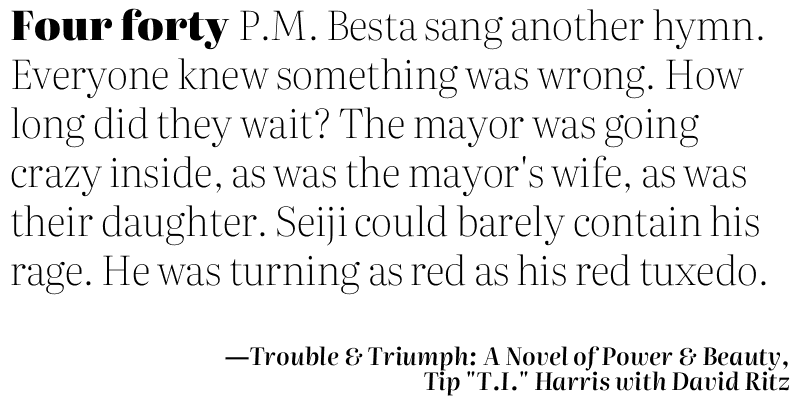 Four forty P.M. Besta sang another hymn.
Everyone knew something was wrong. How
long did they wait? The mayor was going
crazy inside, as was the mayor's wife, as was
their daughter. Seiji could barely contain his
rage. He was turning as red as his red tuxedo.
—Trouble & Triumph: A Novel of Power & Beauty,
Tip "T.I." Harris with David Ritz